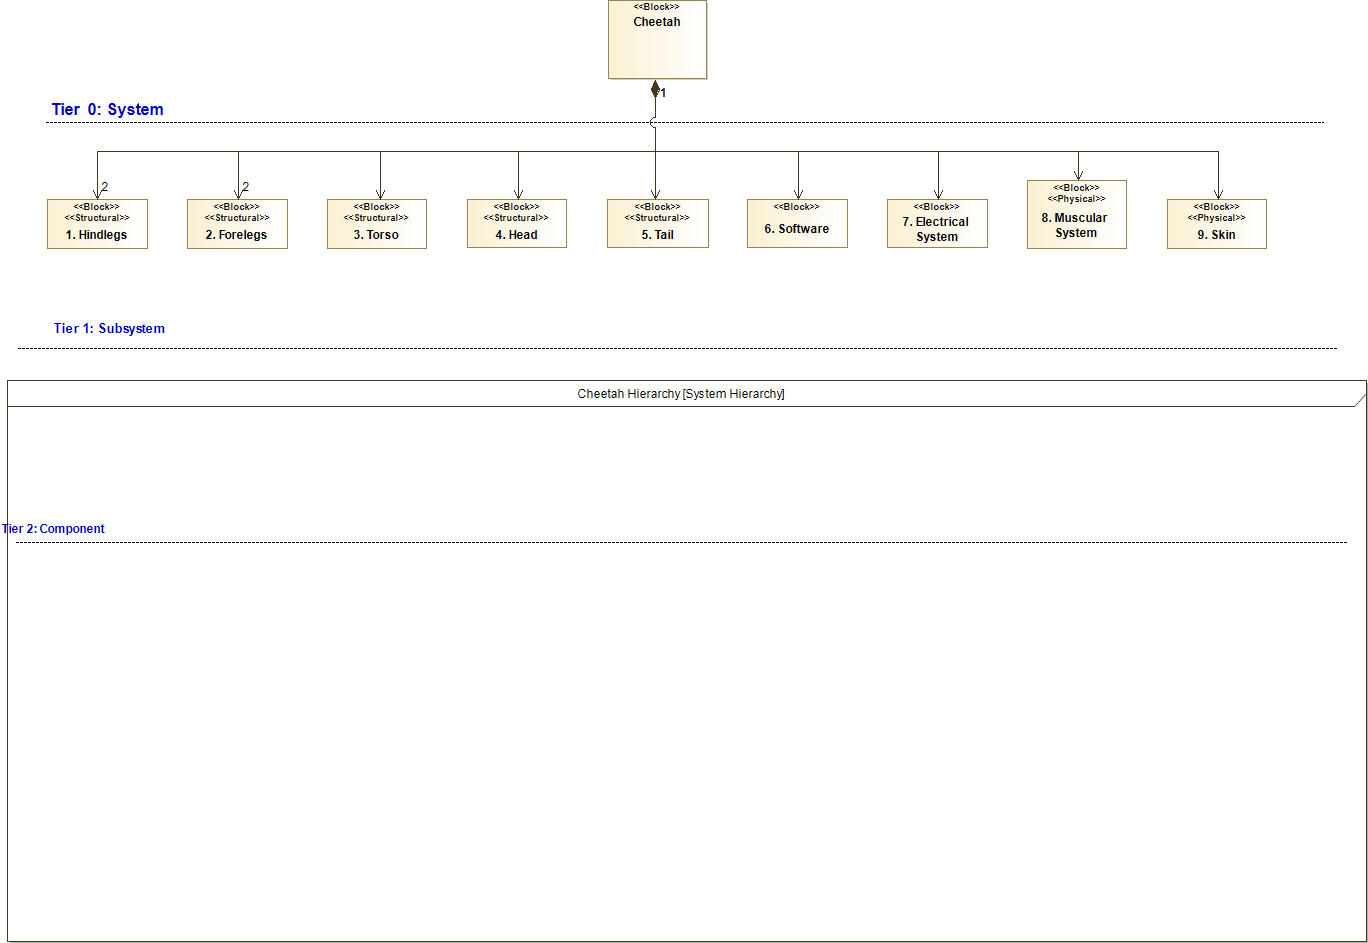 <<Block>>
Cheetah
1
Tier 0: System
2
2
<<Block>>
<<Structural>>
1. Hindlegs
<<Block>>
<<Structural>>
2. Forelegs
<<Block>>
<<Structural>>
3. Torso
<<Block>>
<<Structural>>
4. Head
<<Block>>
<<Structural>>
5. Tail
<<Block>>
6. Software
<<Block>>
7. Electrical
System
<<Block>>
<<Physical>>
8. Muscular
System
<<Block>>
<<Physical>>
9. Skin
Tier 1: Subsystem
Cheetah Hierarchy[System Hierarchy]
Tier 2: Component